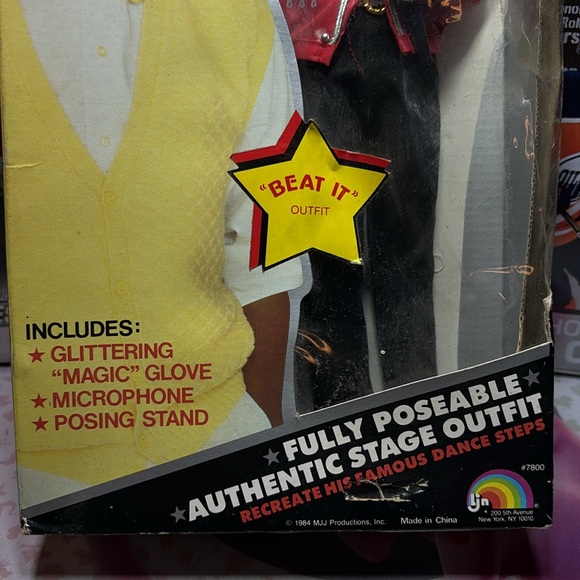 "BEAT IT"
OUTFIT
INCLUDES:
★ GLITTERING
"MAGIC" GLOVE
★ MICROPHONE
★ POSING STAND
★ FULLY POSEABLE ★
★ AUTHENTIC STAGE OUTFIT
RECREATE HIS FAMOUS DANCE STEPS
#7800
ljn
®
200 5th Avenue
New York, NY 10010
© 1984 MJJ Productions, Inc. Made in China